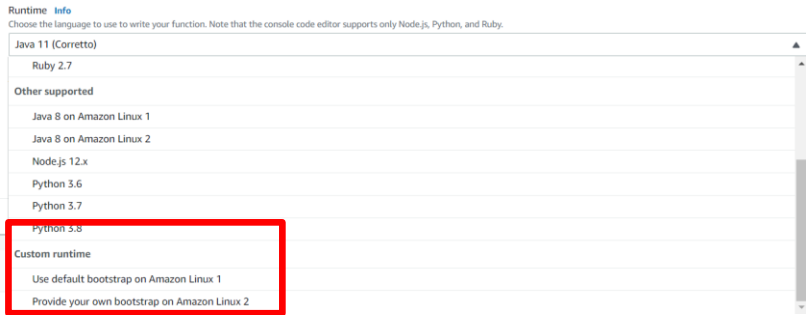 Runtime Info
Choose the language to use to write your function. Note that the console code editor supports only Node.js, Python, and Ruby.
Java 11 (Corretto)
Ruby 2.7
Other supported
Java 8 on Amazon Linux 1
Java 8 on Amazon Linux 2
Node.js 12.x
Python 3.6
Python 3.7
Python 3.8
Custom runtime
Use default bootstrap on Amazon Linux 1
Provide your own bootstrap on Amazon Linux 2